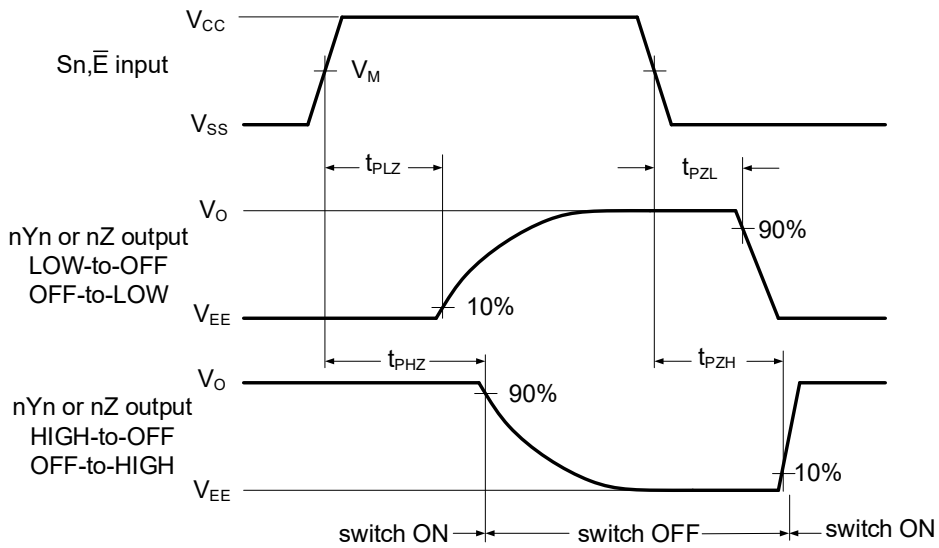 V_CC
Sn,E̅ input
V_M
V_SS
t_PLZ
t_PZL
V_O
nYn or nZ output
LOW-to-OFF
OFF-to-LOW
90%
10%
V_EE
t_PHZ
t_PZH
V_O
nYn or nZ output
HIGH-to-OFF
OFF-to-HIGH
90%
10%
V_EE
switch ON
switch OFF
switch ON